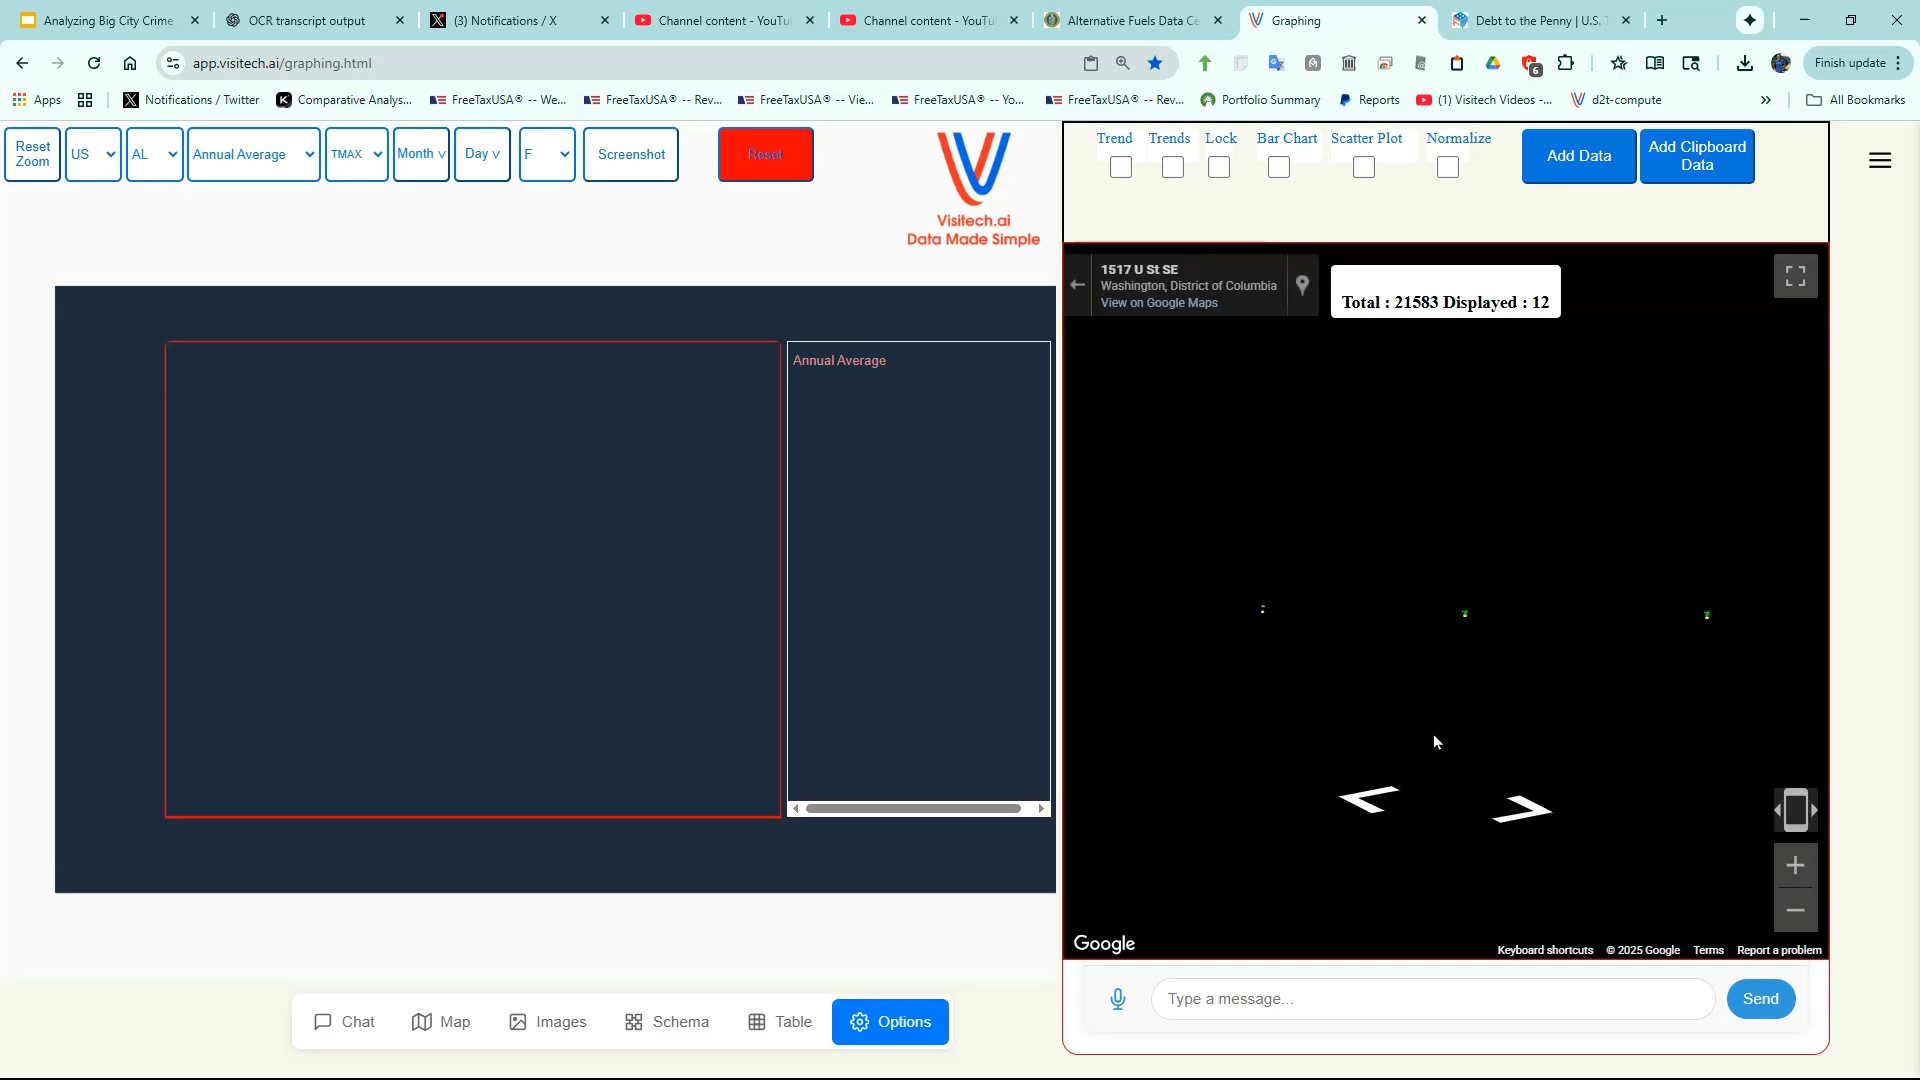 Analyzing Big City Crime
OCR transcript output
(3) Notifications / X
Channel content - YouTu
Channel content - YouTu
Alternative Fuels Data Ce
Graphing
Debt to the Penny | U.S. T
app.visitech.ai/graphing.html
6
Finish update
Apps
Notifications / Twitter
Comparative Analys...
FreeTaxUSA® -- We...
FreeTaxUSA® -- Rev...
FreeTaxUSA® -- Vie...
FreeTaxUSA® -- Yo...
FreeTaxUSA® -- Rev...
Portfolio Summary
Reports
(1) Visitech Videos -...
d2t-compute
All Bookmarks
Reset
Zoom
US
AL
Annual Average
TMAX
Month
Day
F
Screenshot
Reset
Visitech.ai
Data Made Simple
Trend
Trends
Lock
Bar Chart
Scatter Plot
Normalize
Add Data
Add Clipboard
Data
1517 U St SE
Washington, District of Columbia
View on Google Maps
Total : 21583 Displayed : 12
Annual Average
Google
Keyboard shortcuts
© 2025 Google
Terms
Report a problem
Type a message...
Send
Chat
Map
Images
Schema
Table
Options